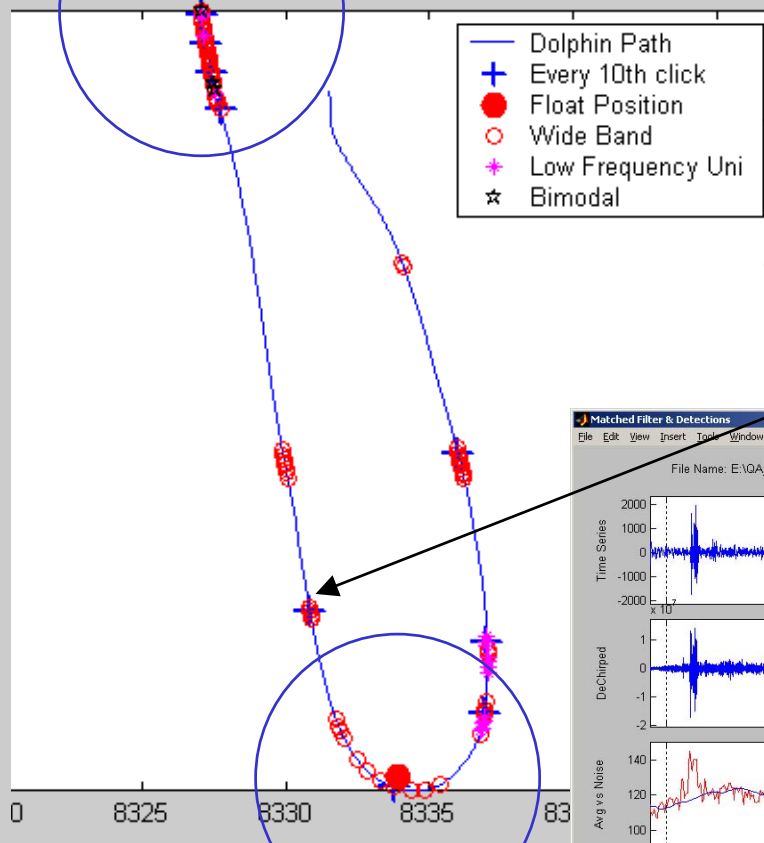 Dolphin Path
Every 10th click
Float Position
Wide Band
Low Frequency Uni
Bimodal
Matched Filter & Detections
File Edit View Insert Tools Window
File Name: E:\QA
Time Series
2000
1000
0
-1000
-2000
x 10^7
DeChirped
1
0
-1
-2
Avg vs Noise
140
120
100
0 8325 8330 8335 83